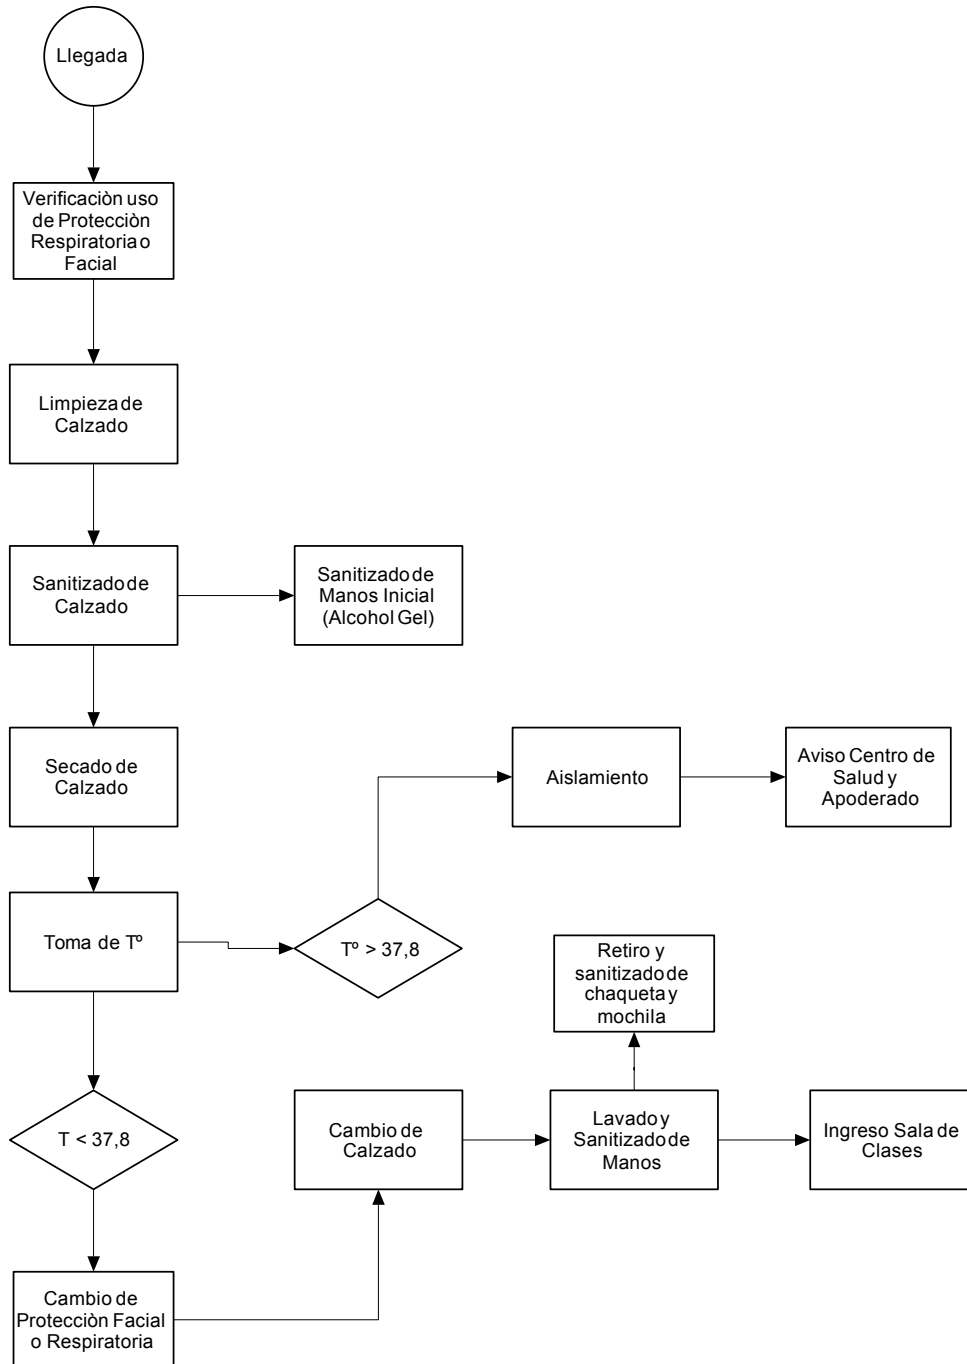 Llegada
Verificaciòn uso
de Protecciòn
Respiratoria o
Facial
Limpieza de
Calzado
Sanitizado de
Calzado
Sanitizado de
Manos Inicial
(Alcohol Gel)
Secado de
Calzado
Aislamiento
Aviso Centro de
Salud y
Apoderado
Toma de Tº
Tº > 37,8
Retiro y
sanitizado de
chaqueta y
mochila
T < 37,8
Cambio de
Calzado
Lavado y
Sanitizado de
Manos
Ingreso Sala de
Clases
Cambio de
Protecciòn Facial
o Respiratoria